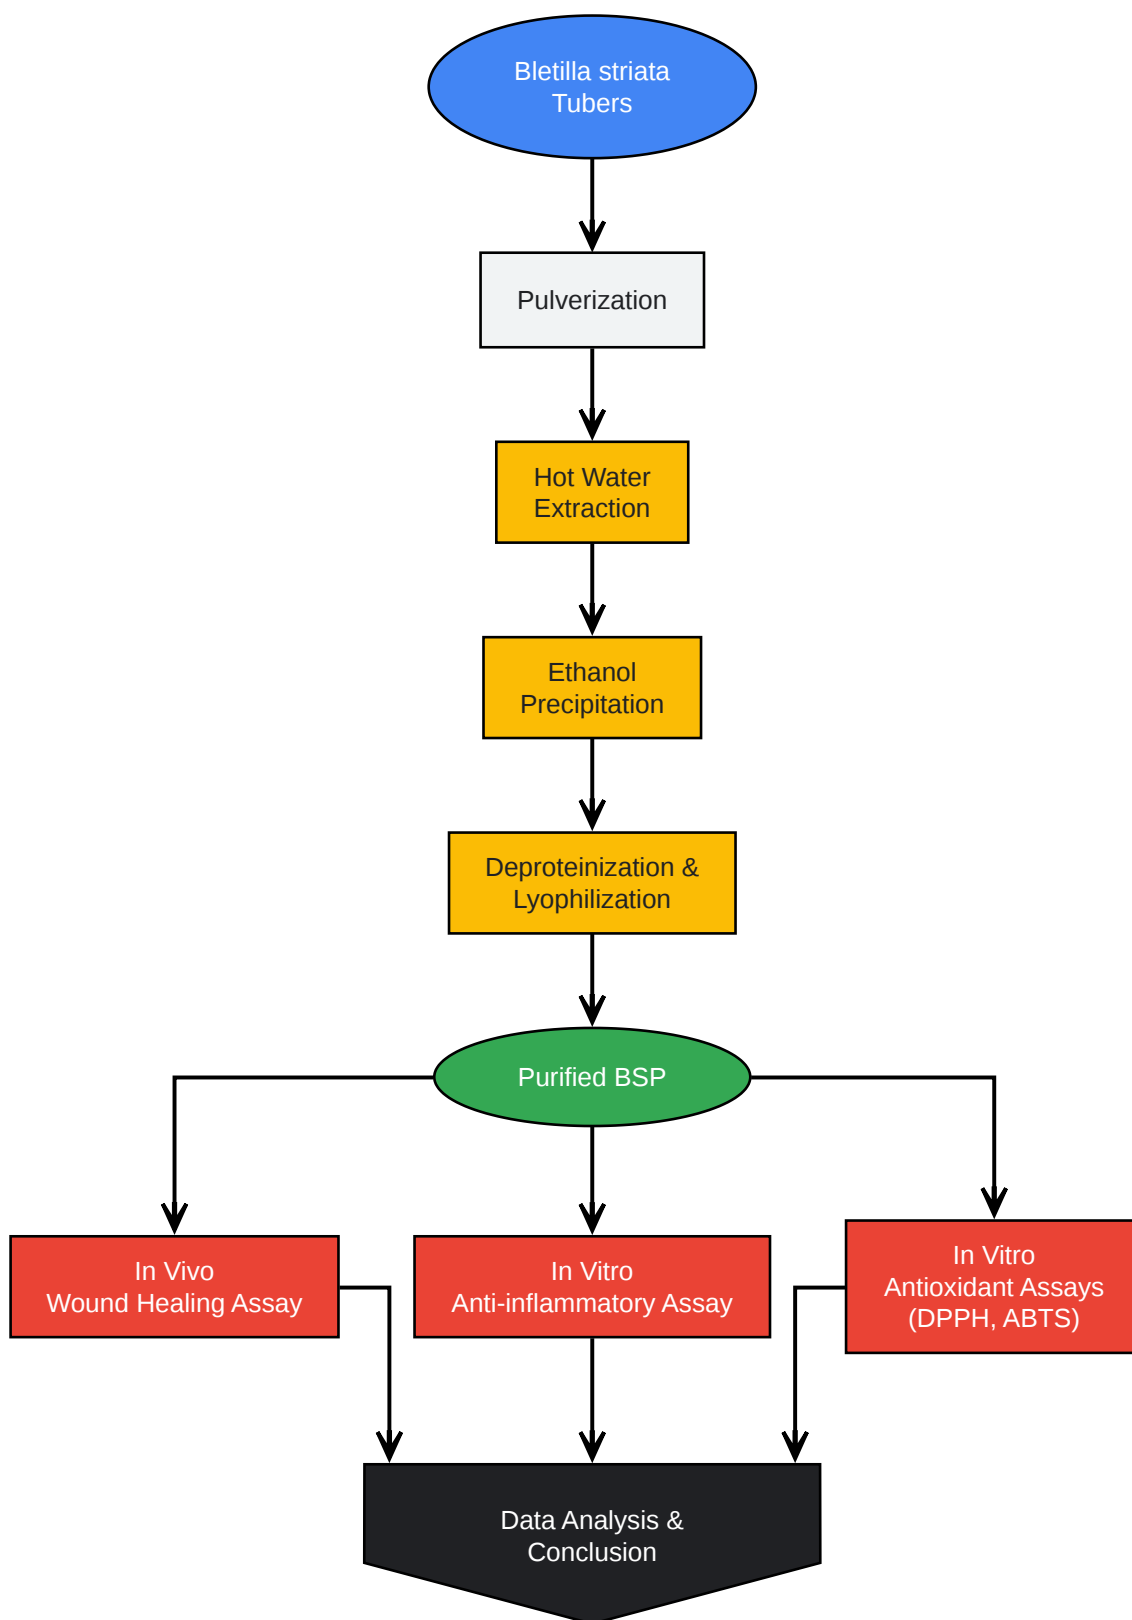 Bletilla striata
Tubers
Pulverization
Hot Water
Extraction
Ethanol
Precipitation
Deproteinization &
Lyophilization
Purified BSP
In Vivo
Wound Healing Assay
In Vitro
Anti-inflammatory Assay
In Vitro
Antioxidant Assays
(DPPH, ABTS)
Data Analysis &
Conclusion